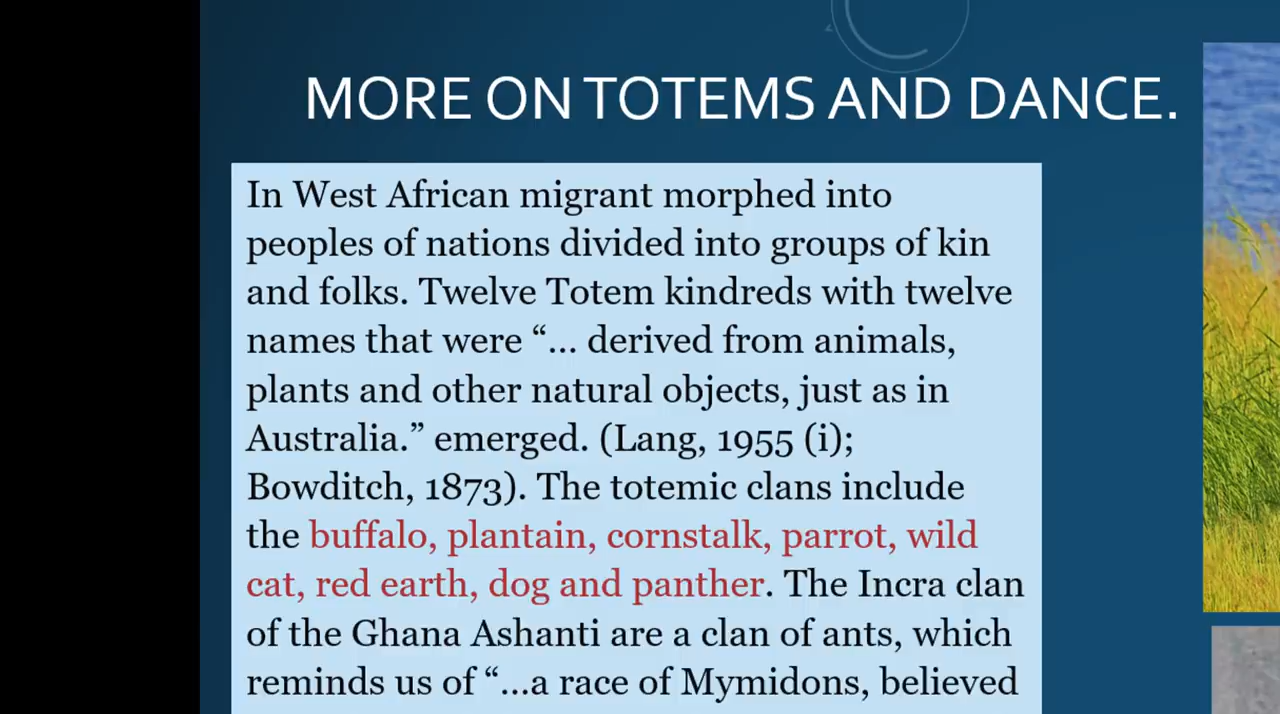 MORE ON TOTEMS AND DANCE.
In West African migrant morphed into
peoples of nations divided into groups of kin
and folks. Twelve Totem kindreds with twelve
names that were “… derived from animals,
plants and other natural objects, just as in
Australia.” emerged. (Lang, 1955 (i);
Bowditch, 1873). The totemic clans include
the buffalo, plantain, cornstalk, parrot, wild
cat, red earth, dog and panther. The Incra clan
of the Ghana Ashanti are a clan of ants, which
reminds us of “…a race of Mymidons, believed